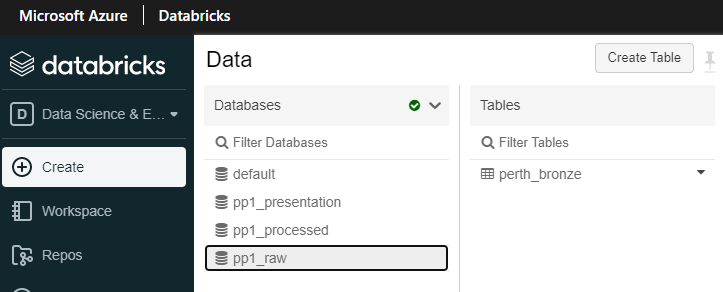 Microsoft Azure Databricks
databricks
D Data Science & E...
Create
Workspace
Repos
Data
Create Table
Databases
Filter Databases
default
pp1_presentation
pp1_processed
pp1_raw
Tables
Filter Tables
perth_bronze